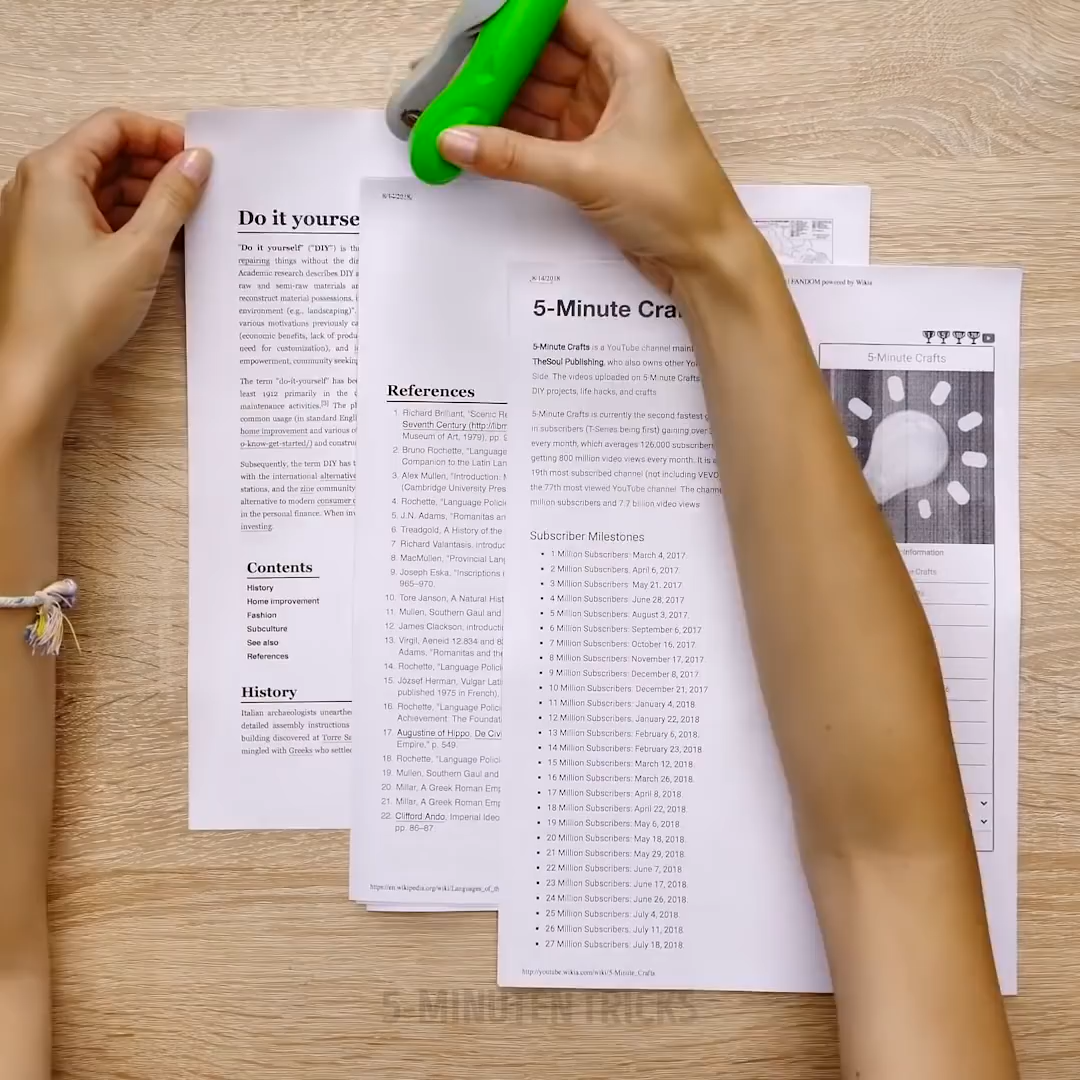 Do it yourse
"Do it yourself" ("DIY") is th
repairing things without the dir
Academic research describes DIY a
raw and semi-raw materials an
reconstruct material possessions, i
environment (e.g., landscaping)".
various motivations previously ca
(economic benefits, lack of produ
need for customization), and i
empowerment, community seeking
The term "do-it-yourself" has bee
least 1912 primarily in the
maintenance activities.[3] The pl
common usage (in standard Engli
home improvement and various o
o-know-get-started/) and constru
Subsequently, the term DIY has t
with the international alternative
stations, and the zine community
alternative to modern consumer c
in the personal finance. When inv
investing.
Contents
History
Home improvement
Fashion
Subculture
See also
References
History
Italian archaeologists unearthe
detailed assembly instructions
building discovered at Torre Sa
mingled with Greeks who settled
8/14/2018
References
1. Richard Brilliant, "Scenic Re
Seventh Century (http://libr
Museum of Art, 1979), pp. 9
2. Bruno Rochette, "Language
Companion to the Latin Lan
3. Alex Mullen, "Introduction: M
(Cambridge University Pres
4. Rochette, "Language Polici
5. J.N. Adams, "Romanitas an
6. Treadgold, A History of the
7 Richard Valantasis, introduc
8. MacMullen, "Provincial Lang
9. Joseph Eska, "Inscriptions i
965–970.
10. Tore Janson, A Natural Hist
11. Mullen, Southern Gaul and
12. James Clackson, introducti
13. Virgil, Aeneid 12.834 and 83
Adams, "Romanitas and the
14. Rochette, "Language Polici
15. József Herman, Vulgar Lati
published 1975 in French),
16. Rochette, "Language Polici
Achievement. The Foundat
17 Augustine of Hippo, De Civi
Empire," p. 549.
18. Rochette, "Language Polici
19. Mullen, Southern Gaul and
20. Millar, A Greek Roman Emp
21. Millar, A Greek Roman Emp
22. Clifford Ando, Imperial Ideo
pp. 86–87.
https://en.wikipedia.org/wiki/Languages_of_th
8/14/2018
| FANDOM powered by Wikia
5-Minute Cra
5-Minute Crafts is a YouTube channel maint
TheSoul Publishing, who also owns other You
Side. The videos uploaded on 5-Minute Crafts
DIY projects, life hacks, and crafts
5-Minute Crafts is currently the second fastest g
in subscribers (T-Series being first) gaining over
every month, which averages 126,000 subscribers
getting 800 million video views every month. It is a
19th most subscribed channel (not including VEVO
the 77th most viewed YouTube channel. The chann
million subscribers and 7.7 billion video views
Subscriber Milestones
• 1 Million Subscribers: March 4, 2017
• 2 Million Subscribers: April 6, 2017
• 3 Million Subscribers: May 21, 2017
• 4 Million Subscribers: June 28, 2017
• 5 Million Subscribers: August 3, 2017
• 6 Million Subscribers: September 6, 2017
• 7 Million Subscribers: October 16, 2017
• 8 Million Subscribers: November 17, 2017
• 9 Million Subscribers: December 8, 2017
• 10 Million Subscribers: December 21, 2017
• 11 Million Subscribers: January 4, 2018
• 12 Million Subscribers: January 22, 2018
• 13 Million Subscribers: February 6, 2018
• 14 Million Subscribers: February 23, 2018
• 15 Million Subscribers: March 12, 2018
• 16 Million Subscribers: March 26, 2018
• 17 Million Subscribers: April 8, 2018
• 18 Million Subscribers: April 22, 2018
• 19 Million Subscribers: May 6, 2018
• 20 Million Subscribers: May 18, 2018
• 21 Million Subscribers: May 29, 2018
• 22 Million Subscribers: June 7, 2018
• 23 Million Subscribers: June 17, 2018
• 24 Million Subscribers: June 26, 2018
• 25 Million Subscribers: July 4, 2018
• 26 Million Subscribers: July 11, 2018
• 27 Million Subscribers: July 18, 2018
http://youtube.wikia.com/wiki/5-Minute_Crafts
5-Minute Crafts
Information
Crafts
5-MINUTEN TRICKS